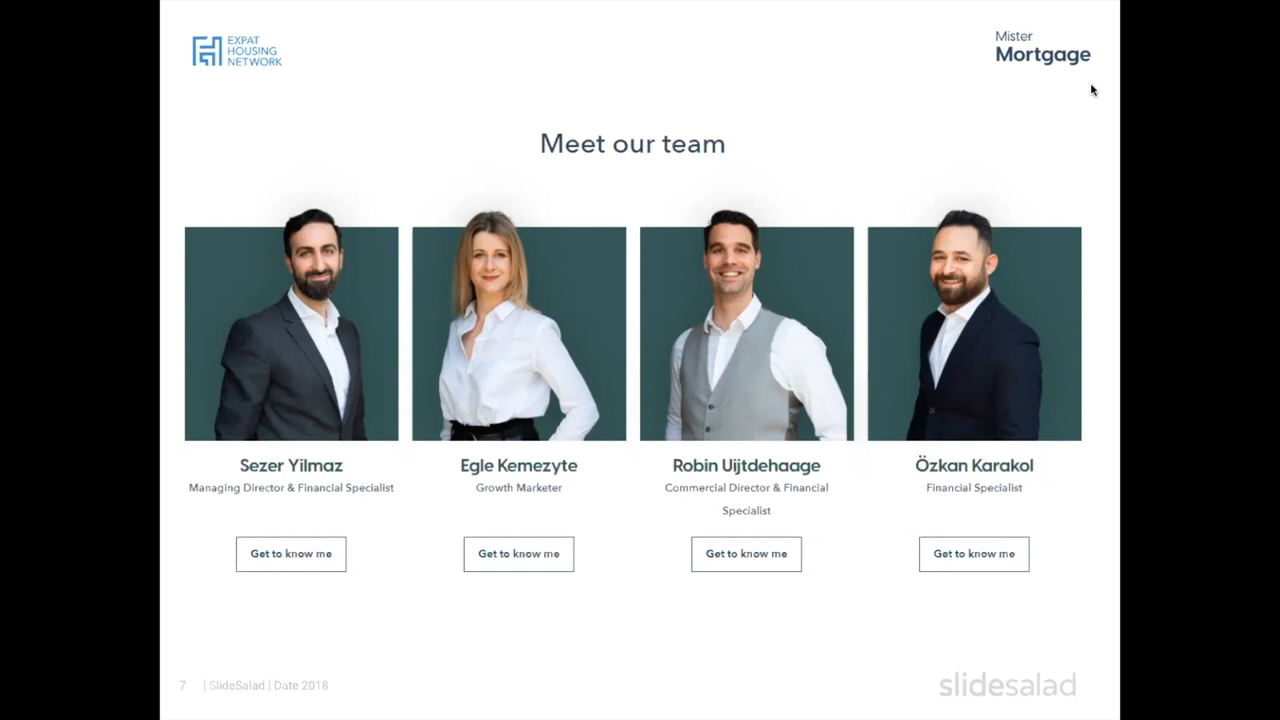 EXPAT
HOUSING
NETWORK
Mister
Mortgage
Meet our team
Sezer Yilmaz
Managing Director & Financial Specialist
Get to know me
Egle Kemezyte
Growth Marketer
Get to know me
Robin Uijtdehaage
Commercial Director & Financial
Specialist
Get to know me
Özkan Karakol
Financial Specialist
Get to know me
7 | SlideSalad | Date 2018
slidesalad